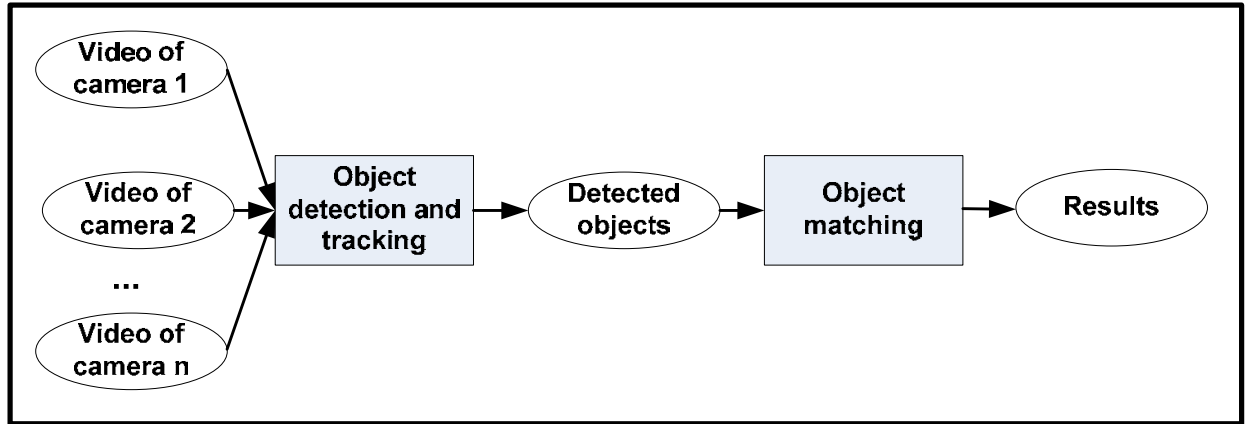 Video of
camera 1
Video of
camera 2
...
Video of
camera n
Object
detection and
tracking
Detected
objects
Object
matching
Results